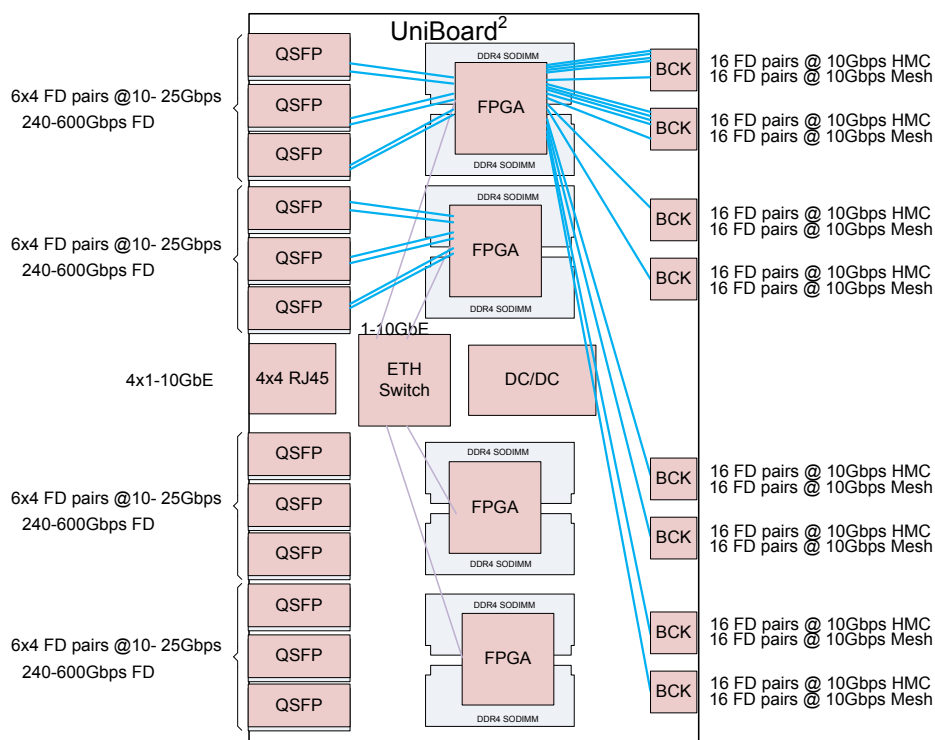 UniBoard2
QSFP
QSFP
QSFP
6x4 FD pairs @10- 25Gbps
240-600Gbps FD
DDR4 SODIMM
FPGA
DDR4 SODIMM
BCK
16 FD pairs @ 10Gbps HMC
16 FD pairs @ 10Gbps Mesh
BCK
16 FD pairs @ 10Gbps HMC
16 FD pairs @ 10Gbps Mesh
QSFP
QSFP
QSFP
6x4 FD pairs @10- 25Gbps
240-600Gbps FD
DDR4 SODIMM
FPGA
DDR4 SODIMM
BCK
16 FD pairs @ 10Gbps HMC
16 FD pairs @ 10Gbps Mesh
BCK
16 FD pairs @ 10Gbps HMC
16 FD pairs @ 10Gbps Mesh
4x1-10GbE
4x4 RJ45
1-10GbE
ETH
Switch
DC/DC
QSFP
QSFP
QSFP
6x4 FD pairs @10- 25Gbps
240-600Gbps FD
DDR4 SODIMM
FPGA
DDR4 SODIMM
BCK
16 FD pairs @ 10Gbps HMC
16 FD pairs @ 10Gbps Mesh
BCK
16 FD pairs @ 10Gbps HMC
16 FD pairs @ 10Gbps Mesh
QSFP
QSFP
QSFP
6x4 FD pairs @10- 25Gbps
240-600Gbps FD
DDR4 SODIMM
FPGA
DDR4 SODIMM
BCK
16 FD pairs @ 10Gbps HMC
16 FD pairs @ 10Gbps Mesh
BCK
16 FD pairs @ 10Gbps HMC
16 FD pairs @ 10Gbps Mesh